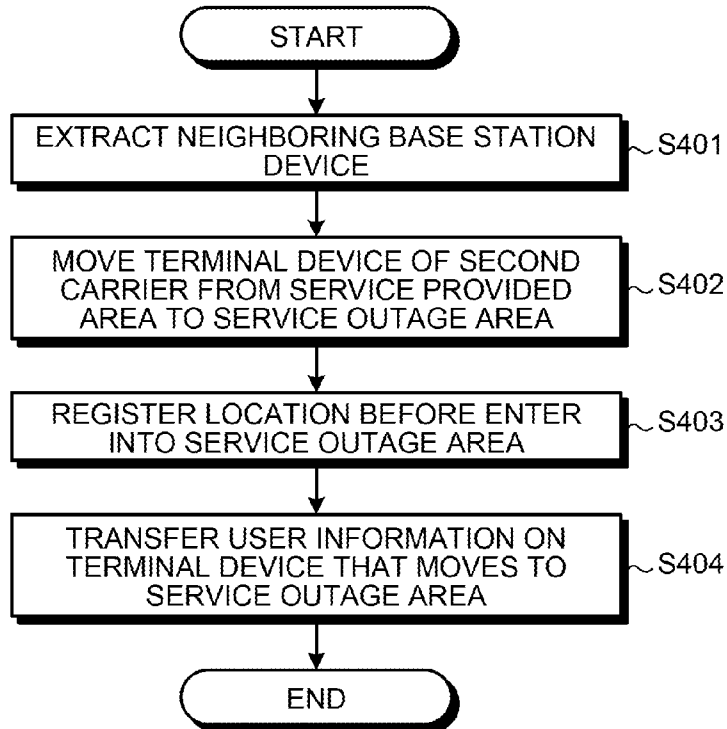 START
EXTRACT NEIGHBORING BASE STATION
DEVICE
S401
MOVE TERMINAL DEVICE OF SECOND
CARRIER FROM SERVICE PROVIDED
AREA TO SERVICE OUTAGE AREA
S402
REGISTER LOCATION BEFORE ENTER
INTO SERVICE OUTAGE AREA
S403
TRANSFER USER INFORMATION ON
TERMINAL DEVICE THAT MOVES TO
SERVICE OUTAGE AREA
S404
END